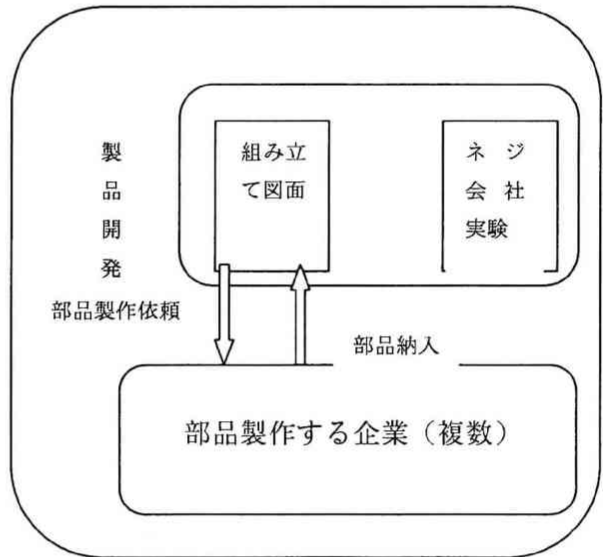 製品開発
組み立
て図面
ネジ
会社
実験
部品製作依頼
部品納入
部品製作する企業（複数）